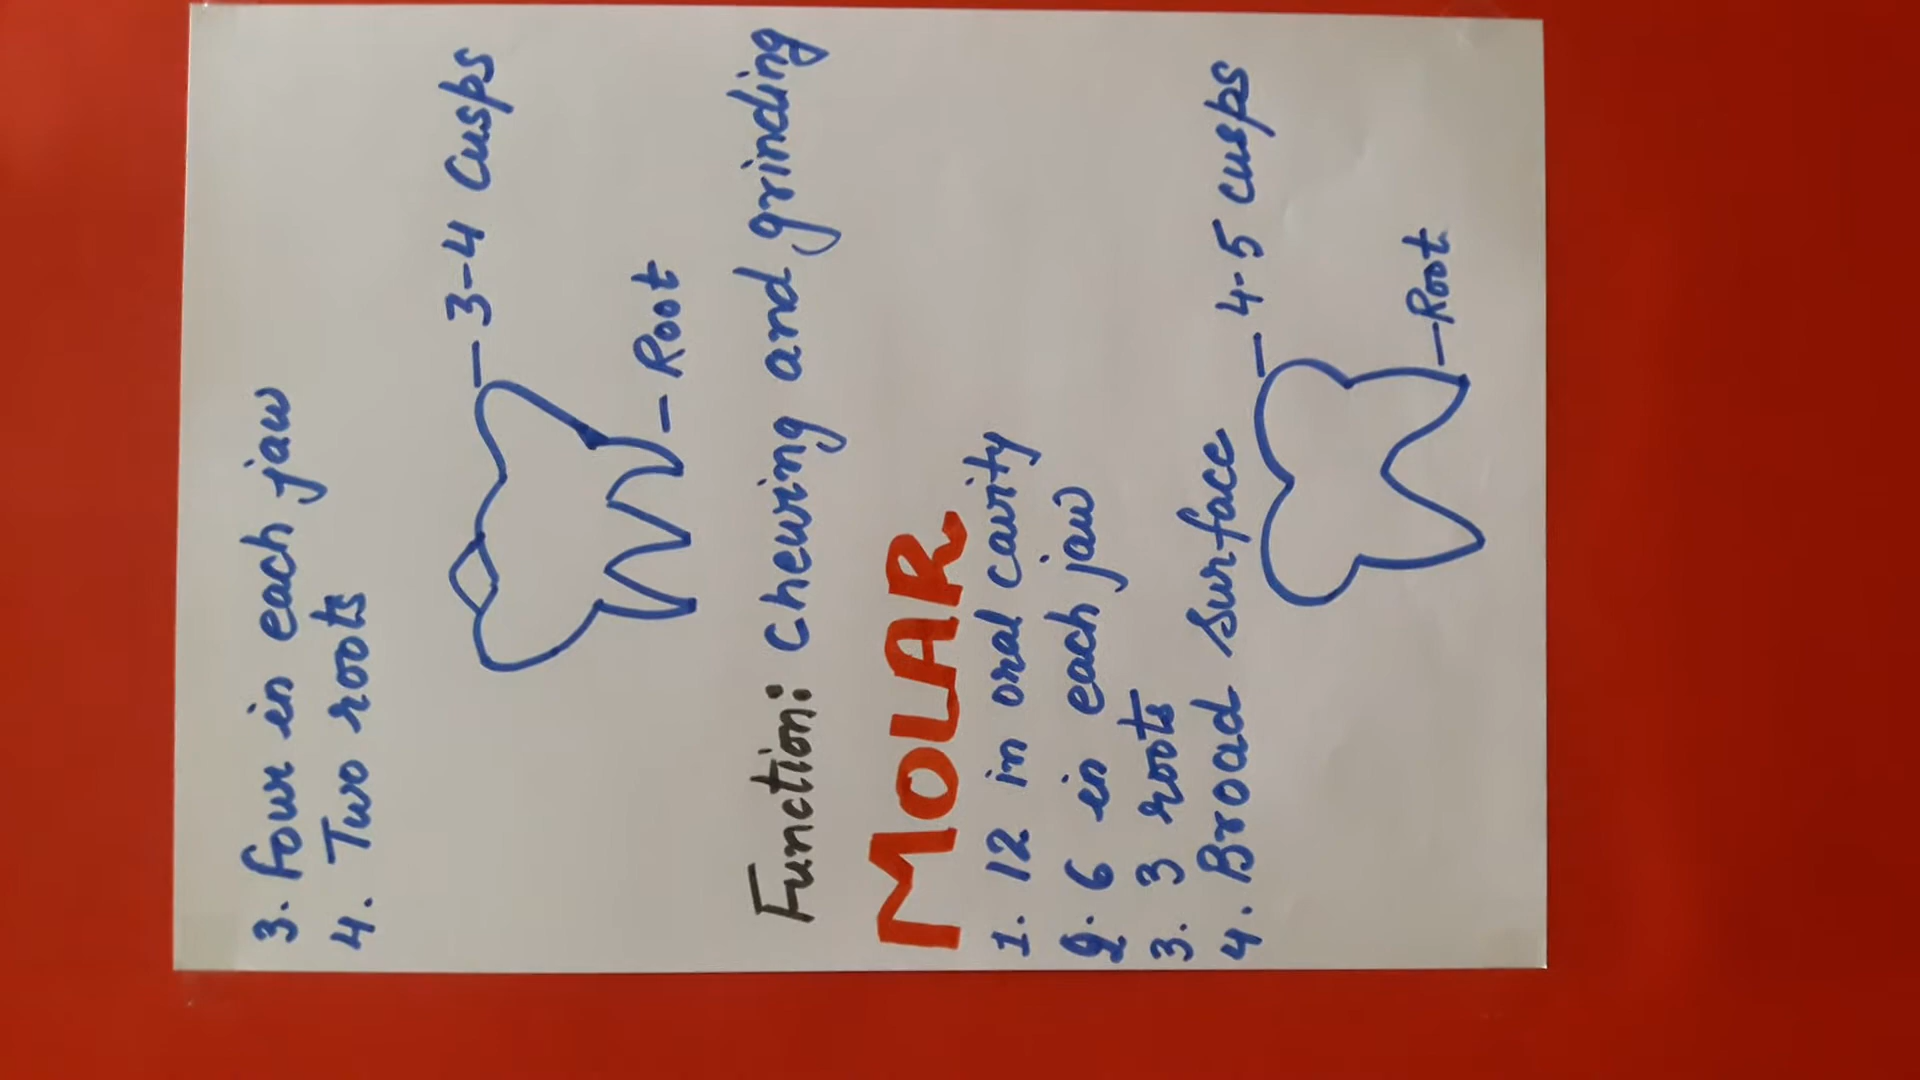 3. Four in each jaw
4. Two roots
3-4 Cusps
Root
Function: Chewing and grinding
MOLAR
1. 12 in oral cavity
2. 6 in each jaw
3. 3 roots
4. Broad surface
4-5 cusps
Root